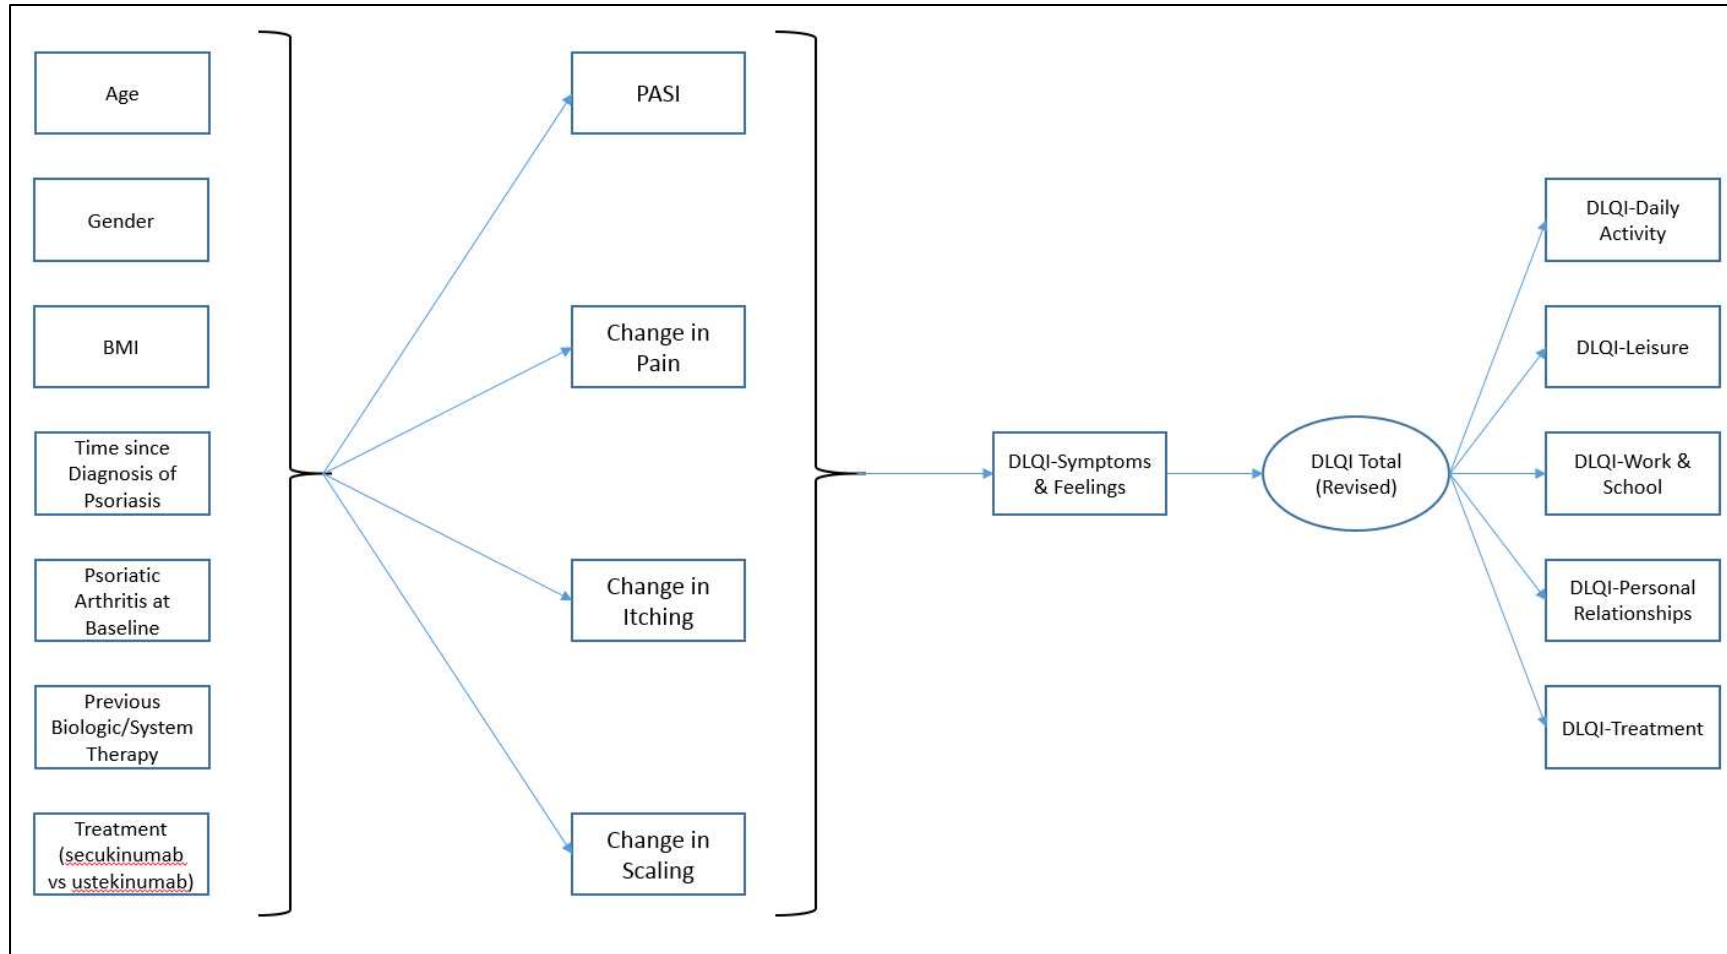 Age
Gender
BMI
Time since
Diagnosis of
Psoriasis
Psoriatic
Arthritis at
Baseline
Previous
Biologic/System
Therapy
Treatment
(secukinumab
vs ustekinumab)
PASI
Change in
Pain
Change in
Itching
Change in
Scaling
DLQI-Symptoms
& Feelings
DLQI Total
(Revised)
DLQI-Daily
Activity
DLQI-Leisure
DLQI-Work &
School
DLQI-Personal
Relationships
DLQI-Treatment